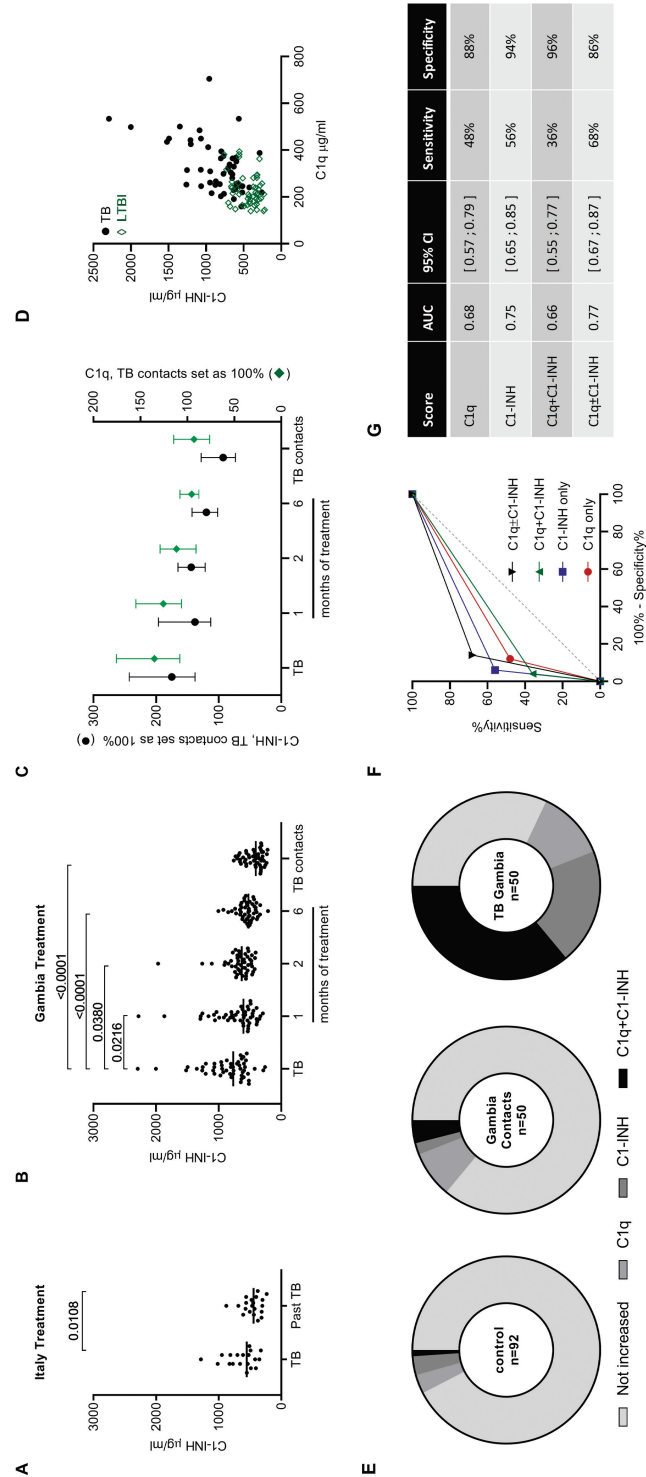 A
Italy Treatment
0.0108
C1-INH µg/ml
3000
2000
1000
0
TB
Past TB
B
Gambia Treatment
<0.0001
<0.0001
0.0380
0.0216
C1-INH µg/ml
3000
2000
1000
0
TB
1
2
6
TB contacts
months of treatment
C
C1-INH, TB contacts set as 100% (●)
300
200
100
0
C1q, TB contacts set as 100% (◆)
200
150
100
50
0
TB
1
2
6
TB contacts
months of treatment
D
C1-INH µg/ml
2500
2000
1500
1000
500
0
TB
LTBI
0
200
400
600
800
C1q µg/ml
E
control
n=92
Gambia
Contacts
n=50
TB Gambia
n=50
Not increased
C1q
C1-INH
C1q+C1-INH
F
Sensitivity%
100
80
60
40
20
0
0
20
40
60
80
100
100% - Specificity%
C1q±C1-INH
C1q+C1-INH
C1-INH only
C1q only
G
Score AUC 95% CI Sensitivity Specificity
C1q 0.68 [ 0.57 ; 0.79 ] 48% 88%
C1-INH 0.75 [ 0.65 ; 0.85 ] 56% 94%
C1q+C1-INH 0.66 [ 0.55 ; 0.77 ] 36% 96%
C1q±C1-INH 0.77 [ 0.67 ; 0.87 ] 68% 86%